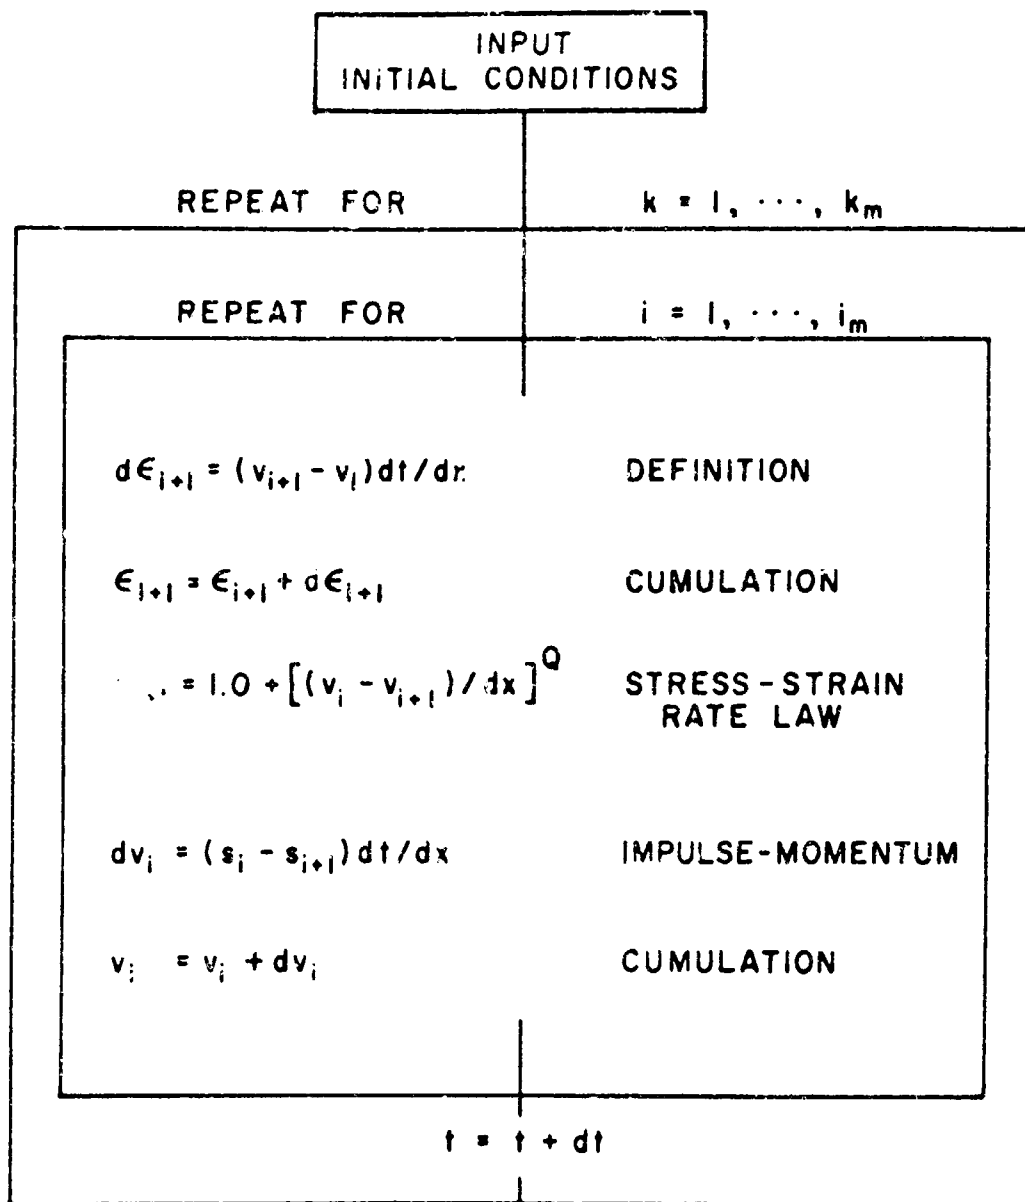 INPUT
INITIAL CONDITIONS
REPEAT FOR k = 1, ..., k_m
REPEAT FOR i = 1, ..., i_m
dϵ_{i+1} = (v_{i+1} - v_i)dt/ DEFINITION
ϵ_{i+1} = ϵ_{i+1} + dϵ_{i+1} CUMULATION
= 1.0 + [(v_i - v_{i+1})/dx]^Q STRESS-STRAIN
RATE LAW
dv_i = (s_i - s_{i+1})dt/dx IMPULSE-MOMENTUM
v_i = v_i + dv_i CUMULATION
t = t + dt